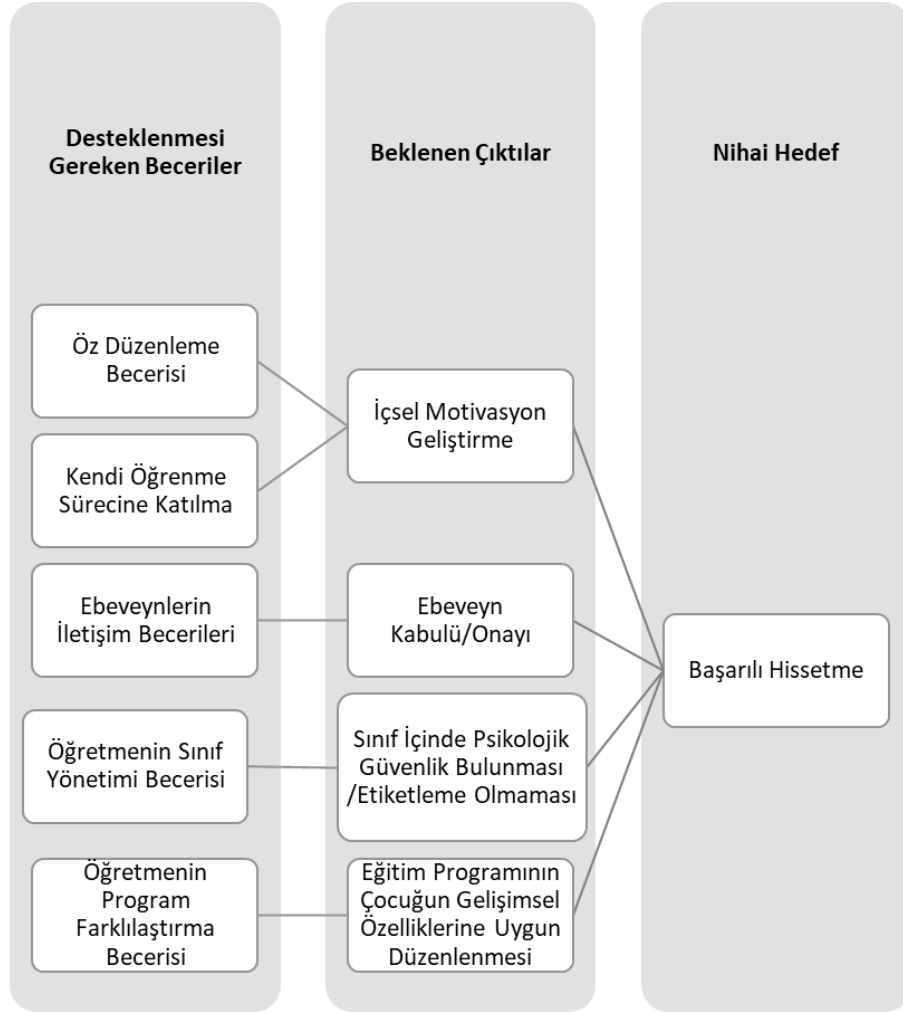 Desteklenmesi
Gereken Beceriler
Beklenen Çıktılar
Nihai Hedef
Öz Düzenleme
Becerisi
Kendi Öğrenme
Sürecine Katılma
Ebeveynlerin
İletişim Becerileri
Öğretmenin Sınıf
Yönetimi Becerisi
Öğretmenin
Program
Farklılaştırma
Becerisi
İçsel Motivasyon
Geliştirme
Ebeveyn
Kabulü/Onayı
Sınıf İçinde Psikolojik
Güvenlik Bulunması
/Etiketleme Olmaması
Eğitim Programının
Çocuğun Gelişimsel
Özelliklerine Uygun
Düzenlenmesi
Başarılı Hissetme